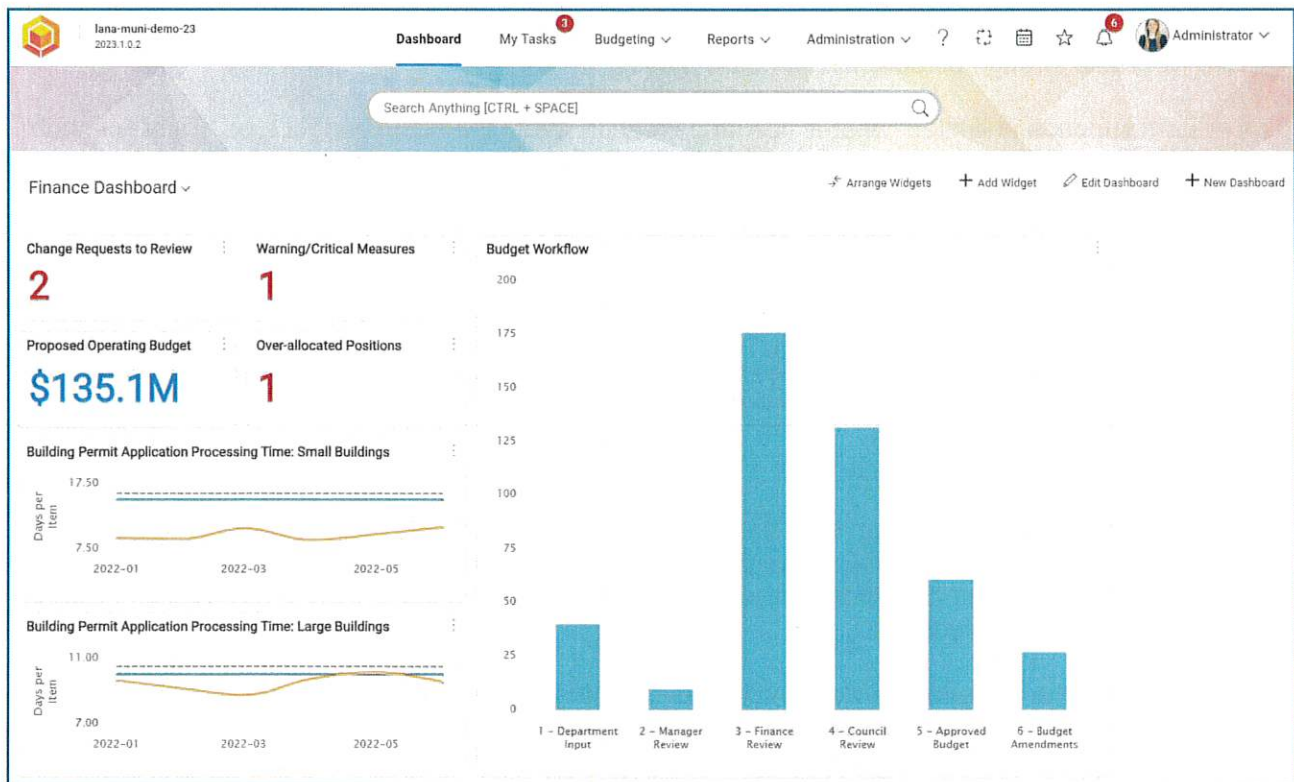 lana-muni-demo-23
2023.1.0.2
Dashboard
My Tasks
3
Budgeting
Reports
Administration
?
6
Administrator
Search Anything [CTRL + SPACE]
Finance Dashboard
Arrange Widgets
+ Add Widget
Edit Dashboard
+ New Dashboard
Change Requests to Review
2
Warning/Critical Measures
1
Proposed Operating Budget
$135.1M
Over-allocated Positions
1
Building Permit Application Processing Time: Small Buildings
Days per
Item
17.50
7.50
2022-01
2022-03
2022-05
Building Permit Application Processing Time: Large Buildings
Days per
Item
11.00
7.00
2022-01
2022-03
2022-05
Budget Workflow
200
175
150
125
100
75
50
25
0
1 - Department
Input
2 - Manager
Review
3 - Finance
Review
4 - Council
Review
5 - Approved
Budget
6 - Budget
Amendments